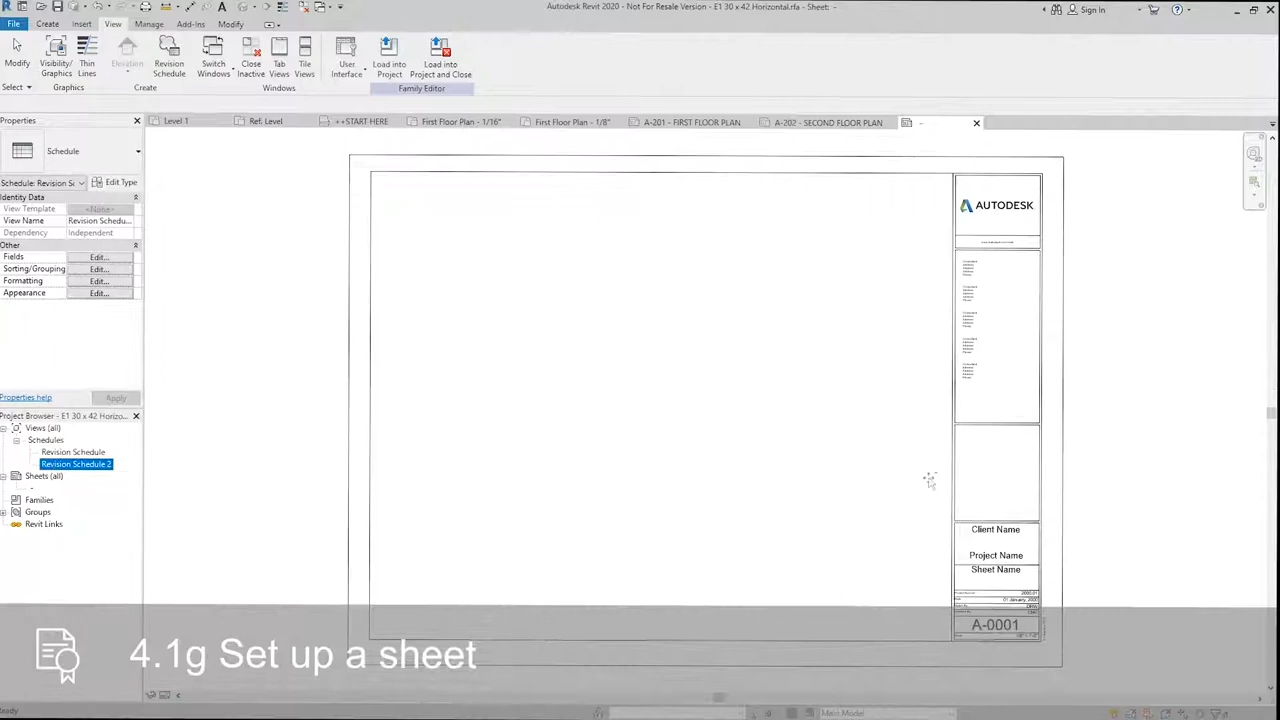 Autodesk Revit 2020 - Not For Resale Version - E1 30 x 42 Horizontal.rfa - Sheet: -
Sign In
File Create Insert View Manage Add-Ins Modify
Modify
Visibility/ Graphics
Thin Lines
Elevation
Revision Schedule
Switch Windows
Close Inactive
Tab Views
Tile Views
User Interface
Load into Project
Load into Project and Close
Select Graphics Create Windows Family Editor
Properties
Level 1 Ref. Level ++START HERE First Floor Plan - 1/16" First Floor Plan - 1/8" A-201 - FIRST FLOOR PLAN A-202 - SECOND FLOOR PLAN -
Schedule
Schedule: Revision Sc Edit Type
Identity Data
View Template <None>
View Name Revision Schedu...
Dependency Independent
Other
Fields Edit...
Sorting/Grouping Edit...
Formatting Edit...
Appearance Edit...
Properties help Apply
Project Browser - E1 30 x 42 Horizo...
Views (all)
Schedules
Revision Schedule
Revision Schedule 2
Sheets (all)
-
Families
Groups
Revit Links
AUTODESK
Client Name
Project Name
Sheet Name
01 January, 2000
A-0001
4.1g Set up a sheet
Ready
Main Model